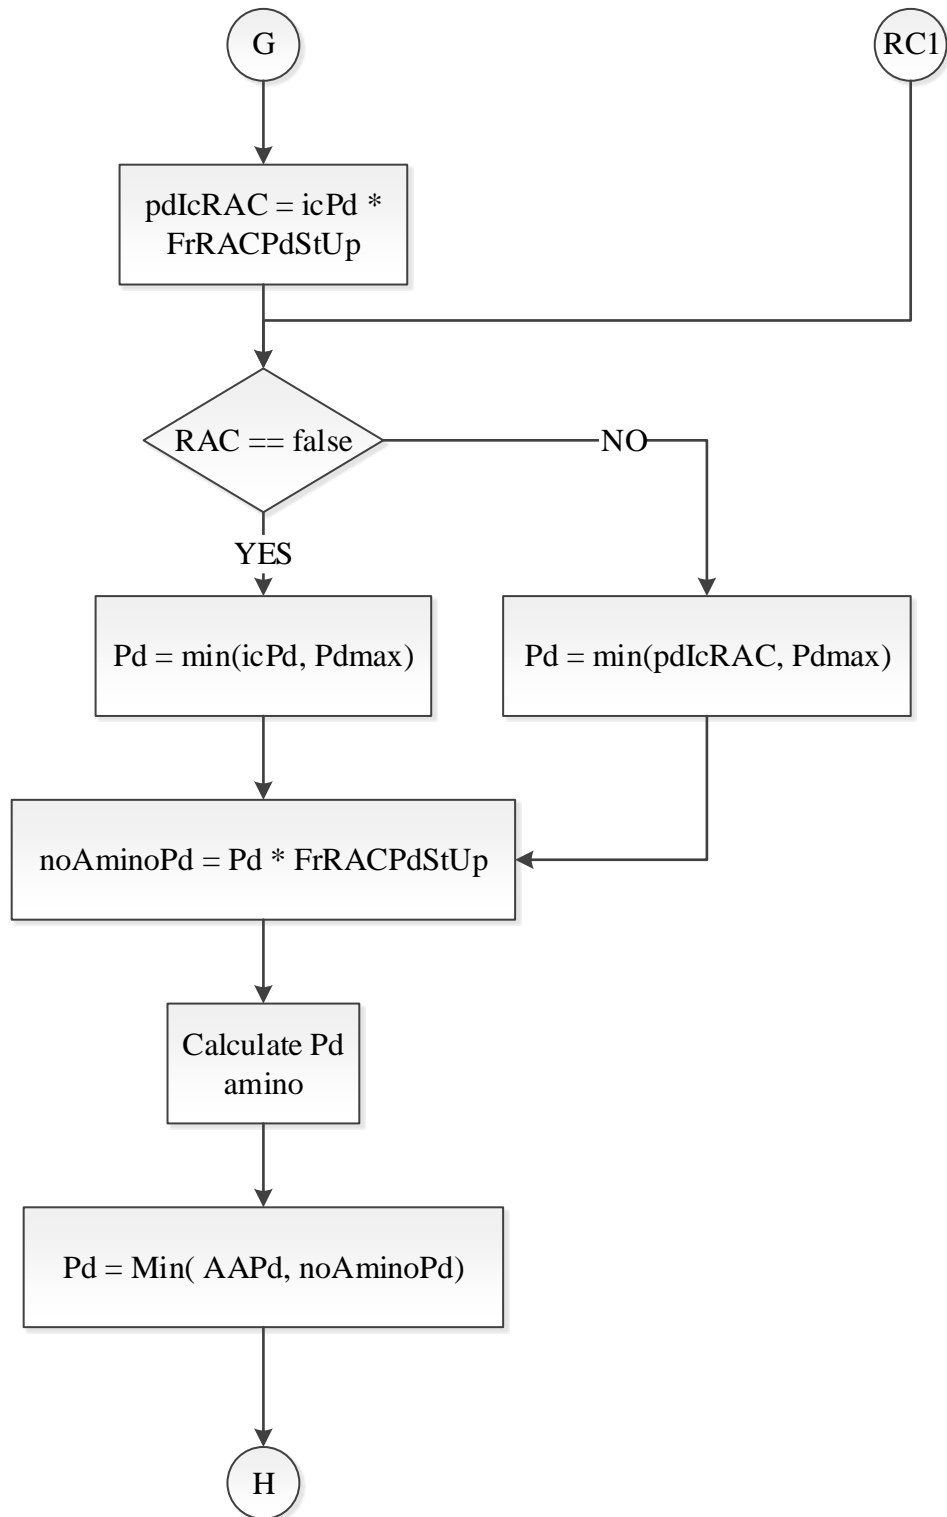 G
RC1
pdIcRAC = icPd *
FrRACPdStUp
RAC == false
NO
YES
Pd = min(icPd, Pdmax)
Pd = min(pdIcRAC, Pdmax)
noAminoPd = Pd * FrRACPdStUp
Calculate Pd
amino
Pd = Min( AAPd, noAminoPd)
H